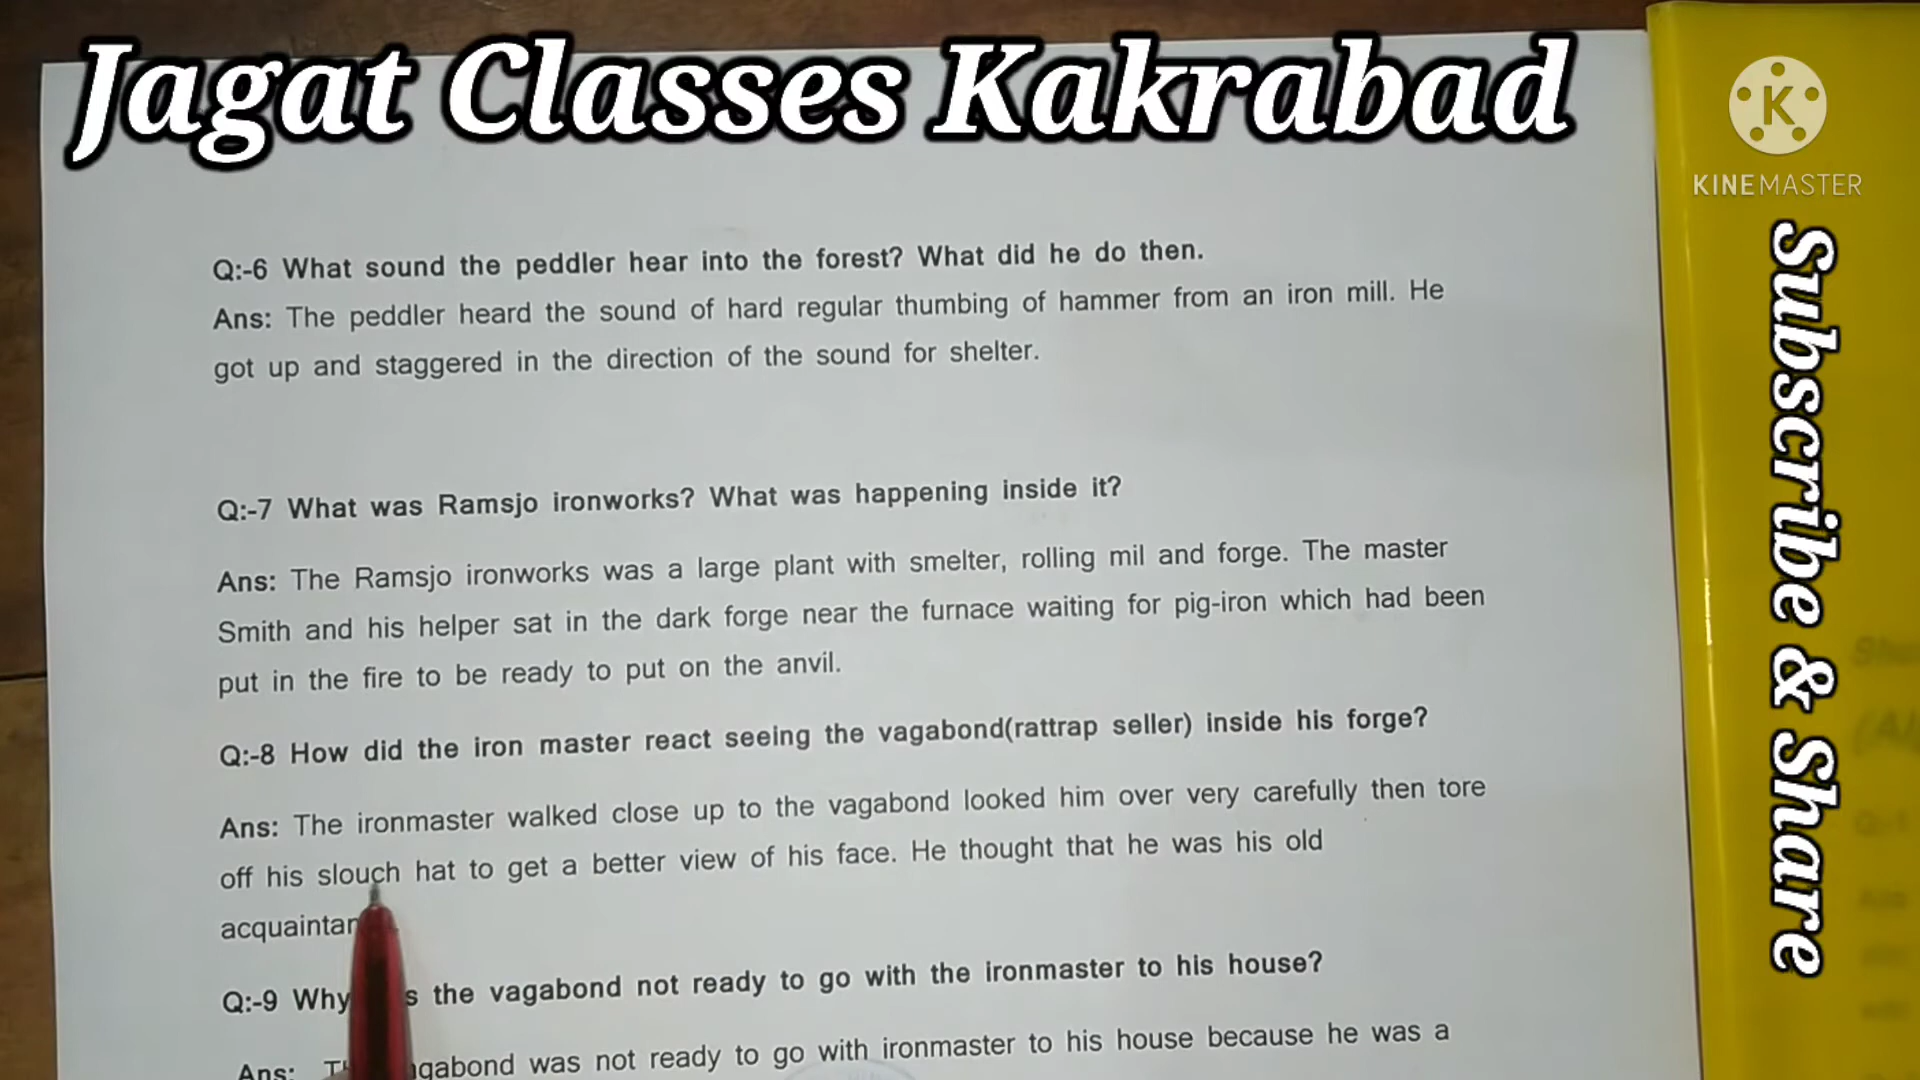 Jagat Classes Kakrabad
KINEMASTER
Subscribe & Share
Q:-6 What sound the peddler hear into the forest? What did he do then.
Ans: The peddler heard the sound of hard regular thumbing of hammer from an iron mill. He
got up and staggered in the direction of the sound for shelter.
Q:-7 What was Ramsjo ironworks? What was happening inside it?
Ans: The Ramsjo ironworks was a large plant with smelter, rolling mil and forge. The master
Smith and his helper sat in the dark forge near the furnace waiting for pig-iron which had been
put in the fire to be ready to put on the anvil.
Q:-8 How did the iron master react seeing the vagabond(rattrap seller) inside his forge?
Ans: The ironmaster walked close up to the vagabond looked him over very carefully then tore
off his slouch hat to get a better view of his face. He thought that he was his old
Q:-9 Why the vagabond not ready to go with the ironmaster to his house?
Ans: was not ready to go with ironmaster to his house because he was a